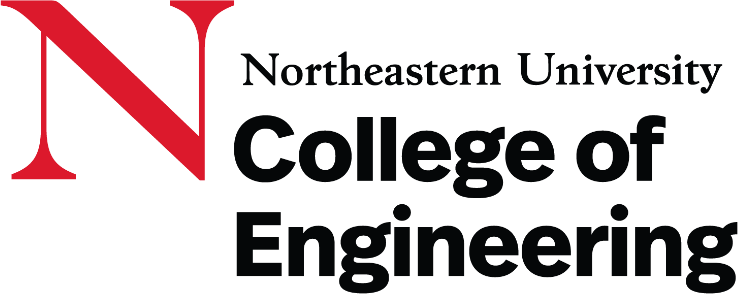 N
Northeastern University
College of
Engineering